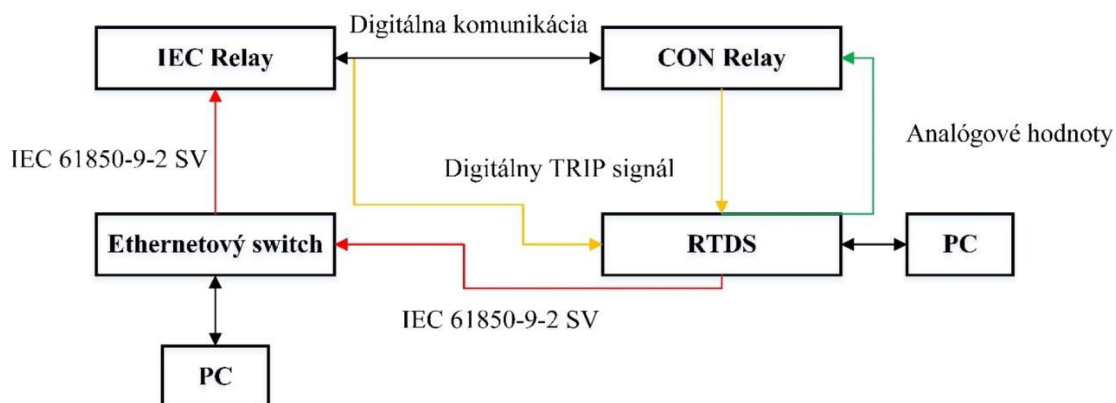 Digitálna komunikácia
IEC Relay
CON Relay
Analógové hodnoty
IEC 61850-9-2 SV
Digitálny TRIP signál
Ethernetový switch
RTDS
PC
IEC 61850-9-2 SV
PC